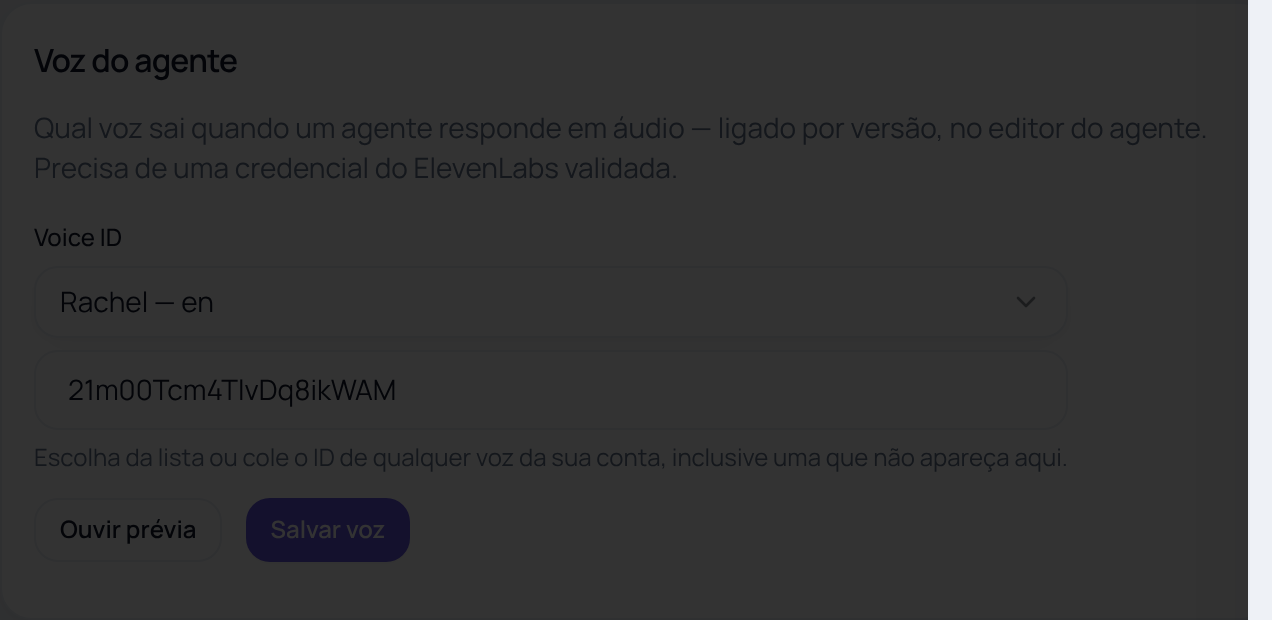 Voz do agente
Qual voz sai quando um agente responde em áudio — ligado por versão, no editor do agente.
Precisa de uma credencial do ElevenLabs validada.
Voice ID
Rachel — en
21m00Tcm4TlvDq8ikWAM
Escolha da lista ou cole o ID de qualquer voz da sua conta, inclusive uma que não apareça aqui.
Ouvir prévia
Salvar voz